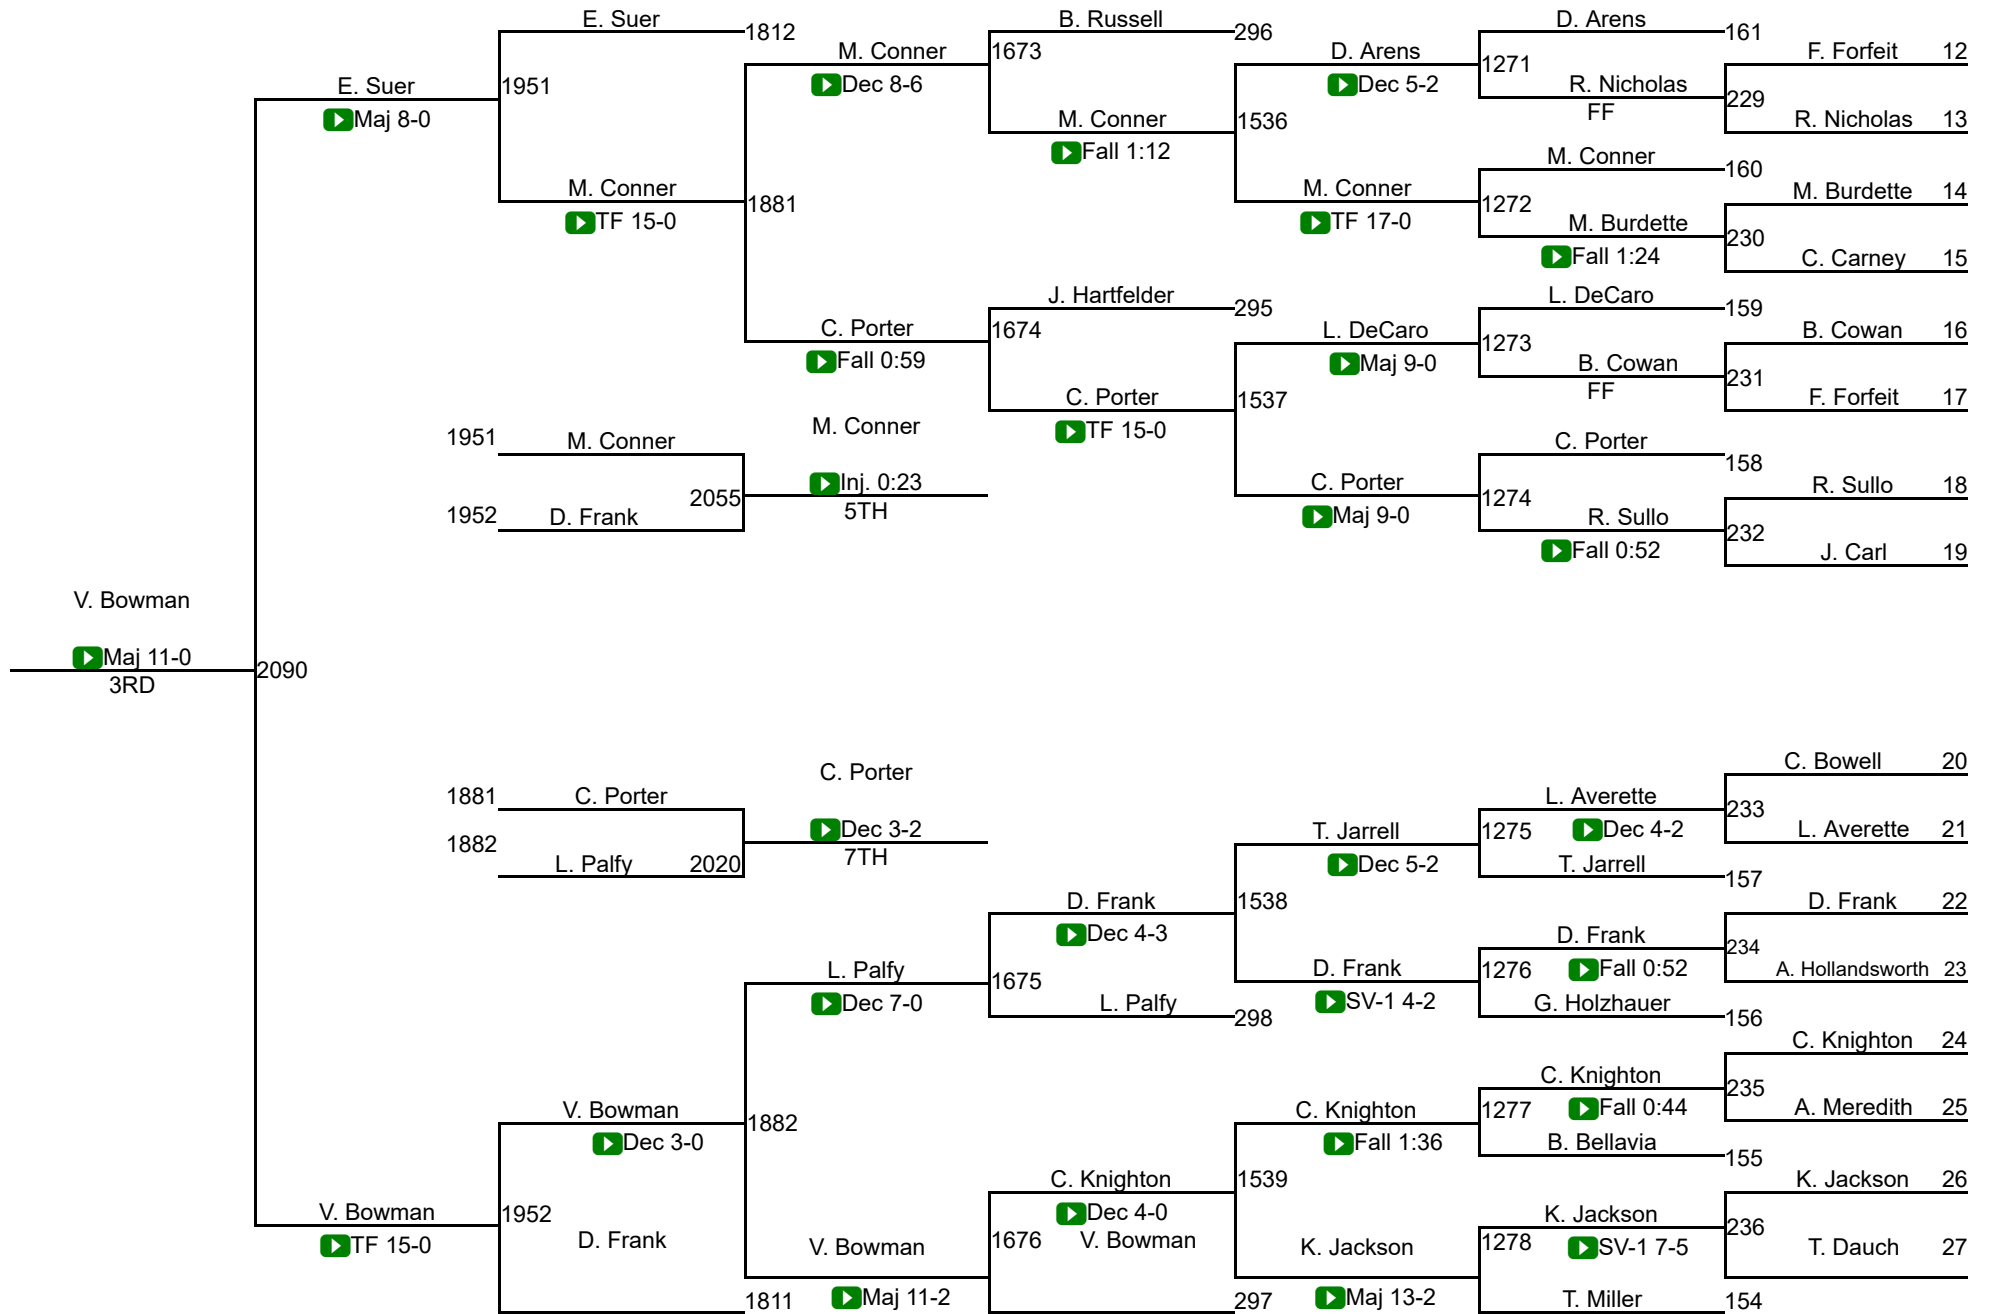 E. Suer
1812
B. Russell
296
D. Arens
161
M. Conner
1673
D. Arens
1271
F. Forfeit 12
Dec 8-6
Dec 5-2
R. Nicholas
229
FF
E. Suer
1951
Maj 8-0
M. Conner
1536
R. Nicholas 13
Fall 1:12
M. Conner
160
M. Conner
1881
TF 15-0
M. Conner
1272
TF 17-0
M. Burdette 14
M. Burdette
230
Fall 1:24
C. Carney 15
J. Hartfelder
295
L. DeCaro
159
C. Porter
1674
Fall 0:59
L. DeCaro
1273
Maj 9-0
B. Cowan 16
B. Cowan
231
FF
C. Porter
1537
TF 15-0
F. Forfeit 17
1951
M. Conner
M. Conner
C. Porter
158
2055
Inj. 0:23
5TH
C. Porter
1274
Maj 9-0
R. Sullo 18
1952
D. Frank
R. Sullo
232
Fall 0:52
J. Carl 19
V. Bowman
Maj 11-0
2090
3RD
C. Porter
C. Bowell 20
1881
C. Porter
L. Averette
233
1882
Dec 3-2
7TH
T. Jarrell
1275
Dec 4-2
L. Averette 21
L. Palfy
2020
Dec 5-2
T. Jarrell
157
D. Frank
1538
D. Frank 22
Dec 4-3
D. Frank
234
L. Palfy
1675
Dec 7-0
D. Frank
1276
Fall 0:52
A. Hollandsworth 23
SV-1 4-2
L. Palfy
298
G. Holzhauer
156
C. Knighton 24
C. Knighton
235
V. Bowman
1882
Dec 3-0
C. Knighton
1277
Fall 0:44
A. Meredith 25
Fall 1:36
B. Bellavia
155
C. Knighton
1539
Dec 4-0
K. Jackson 26
V. Bowman
1952
TF 15-0
K. Jackson
236
D. Frank
V. Bowman
1676
V. Bowman
K. Jackson
1278
SV-1 7-5
T. Dauch 27
1811
Maj 11-2
297
Maj 13-2
T. Miller
154